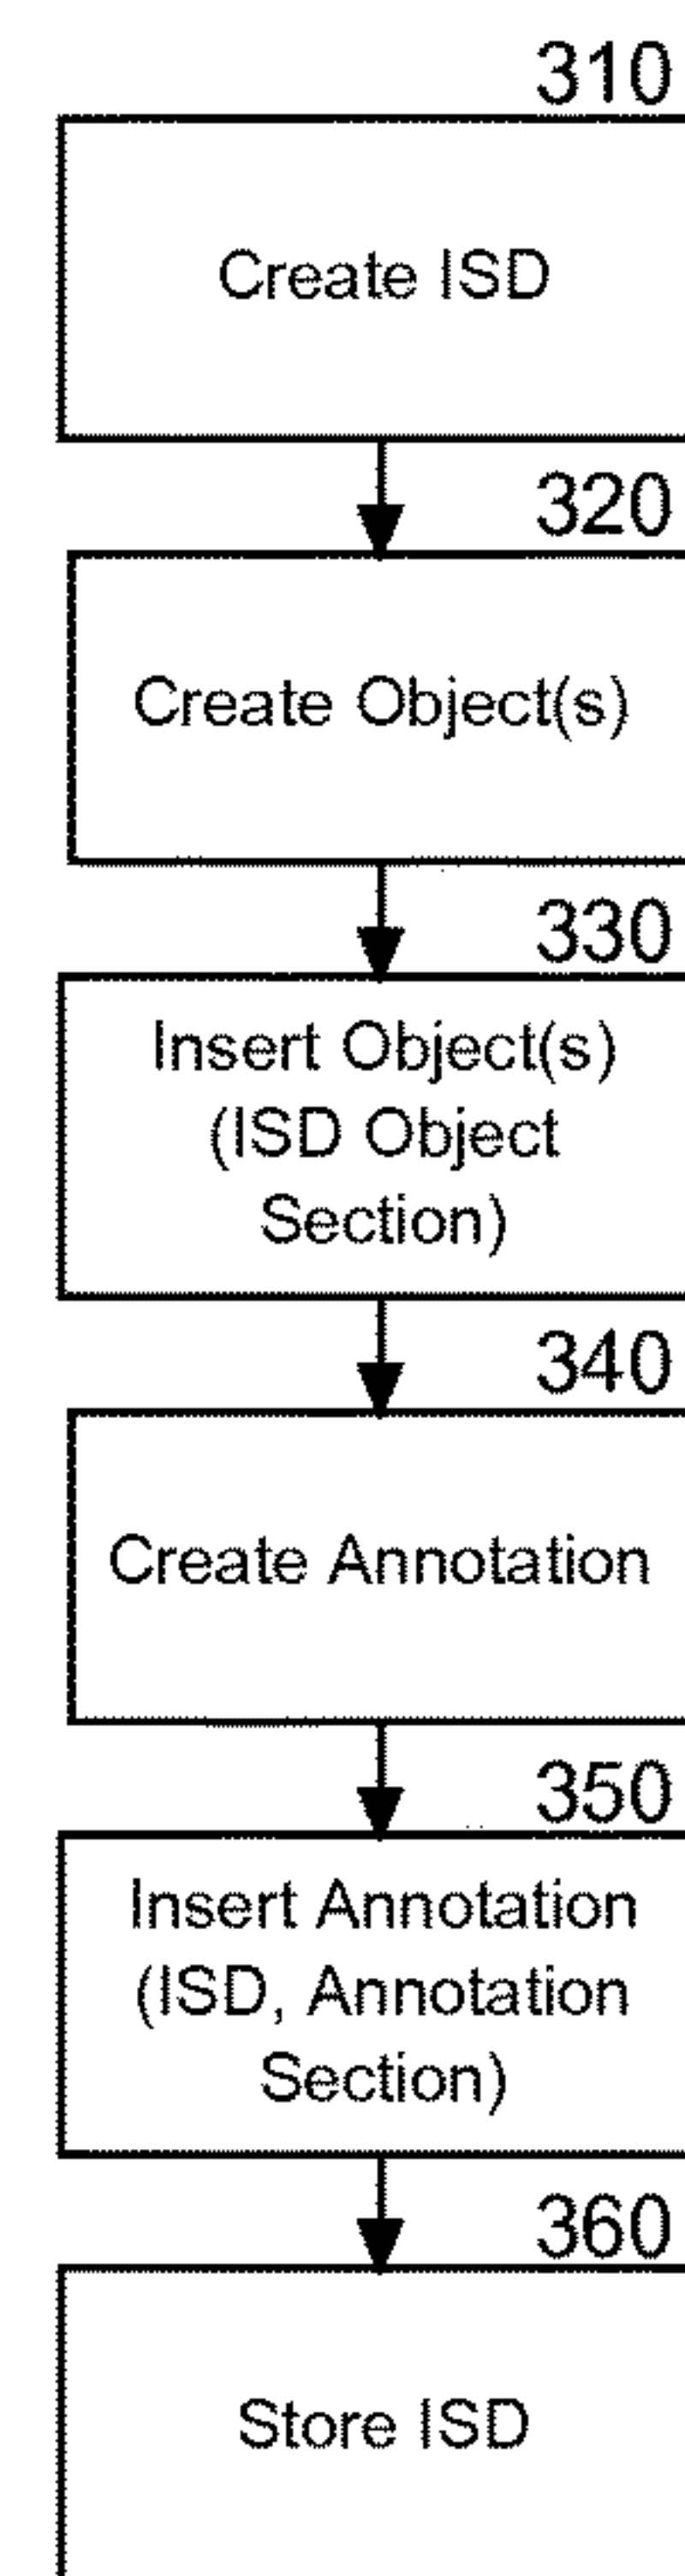 310
Create ISD
320
Create Object(s)
330
Insert Object(s)
(ISD Object
Section)
340
Create Annotation
350
Insert Annotation
(ISD, Annotation
Section)
360
Store ISD